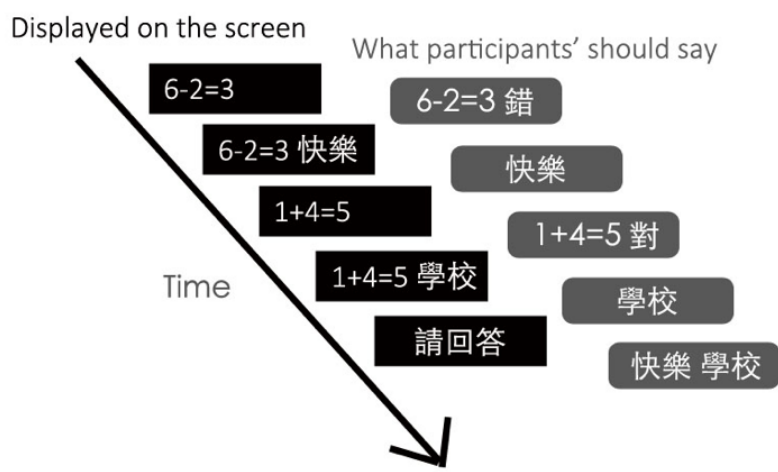 Displayed on the screen
What participants' should say
6-2=3
6-2=3 錯
6-2=3 快樂
快樂
1+4=5
1+4=5 對
1+4=5 學校
學校
Time
請回答
快樂 學校